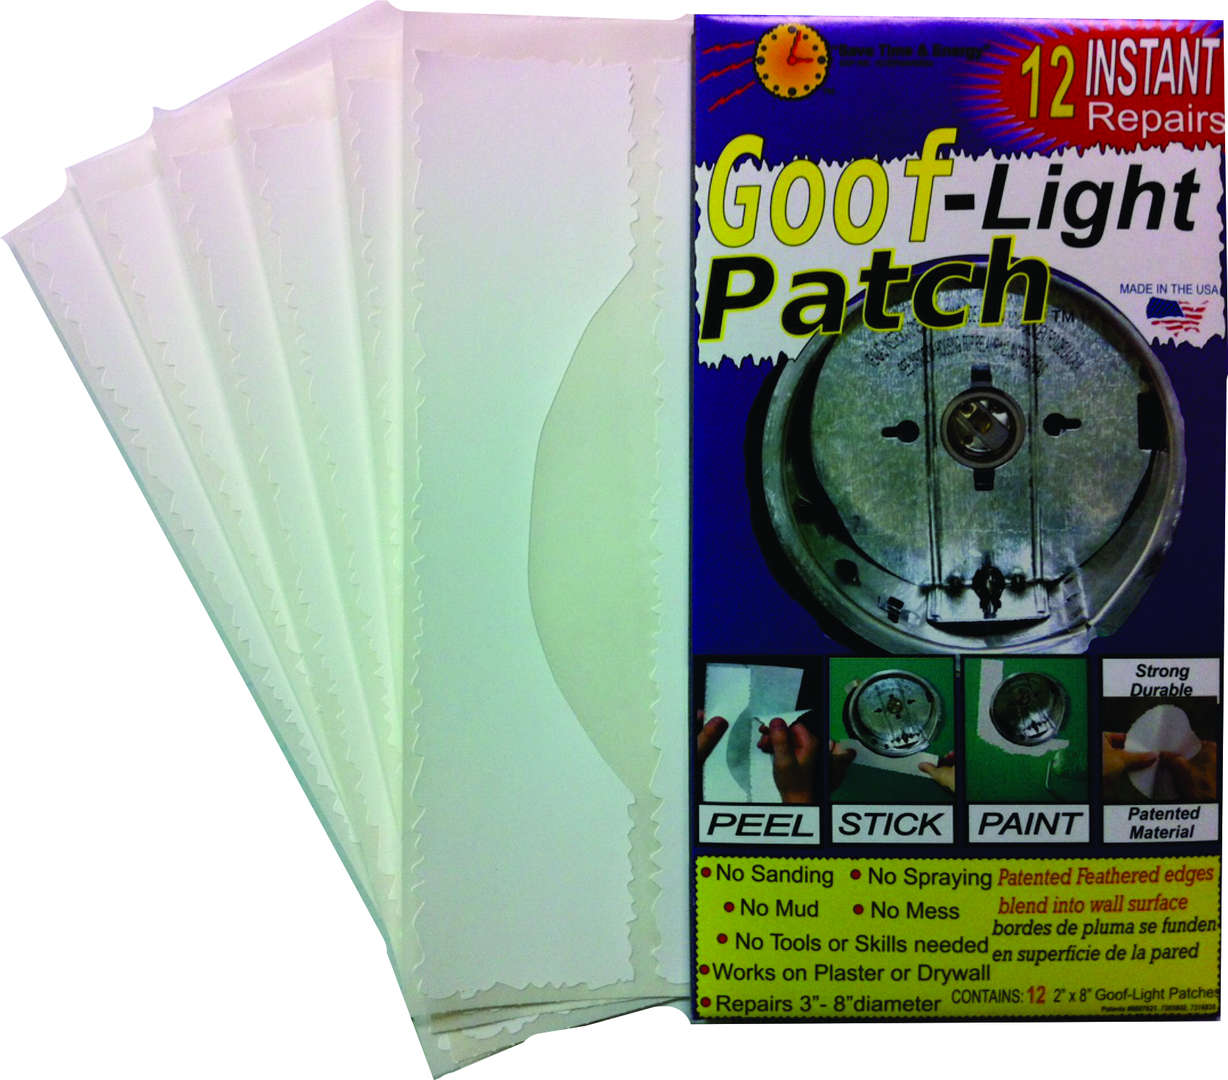 "Save Time & Energy"
12 INSTANT
Repairs
Goof-Light
Patch
TM
MADE IN THE USA
PEEL
STICK
PAINT
Strong
Durable
Patented
Material
• No Sanding • No Spraying
• No Mud • No Mess
• No Tools or Skills needed
• Works on Plaster or Drywall
• Repairs 3"- 8"diameter
Patented Feathered edges
blend into wall surface
bordes de pluma se funden
en superficie de la pared
CONTAINS: 12 2" x 8" Goof-Light Patches